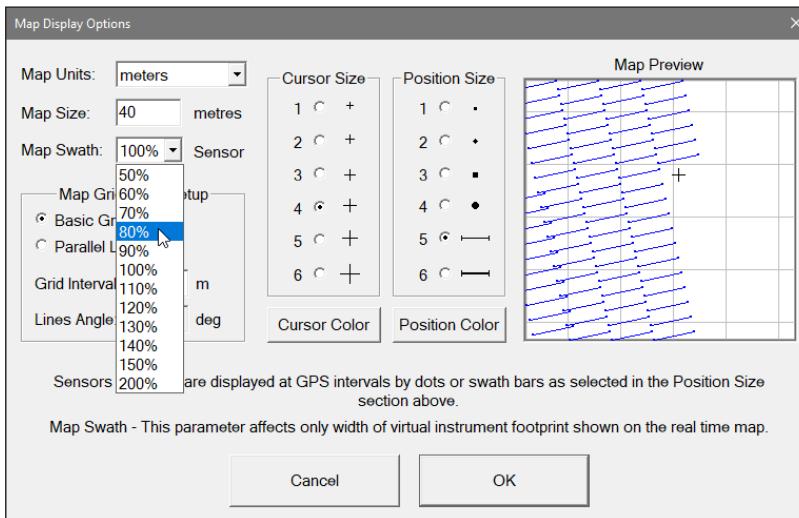 Map Display Options
Map Units: meters
Map Size: 40 metres
Map Swath: 100% Sensor
50%
60%
70%
80%
90%
100%
110%
120%
130%
140%
150%
200%
Map Gri tup
Basic Gr
Parallel L
Grid Interval m
Lines Angle deg
Cursor Size
1
2
3
4
5
6
Cursor Color
Position Size
1
2
3
4
5
6
Position Color
Map Preview
Sensors are displayed at GPS intervals by dots or swath bars as selected in the Position Size
section above.
Map Swath - This parameter affects only width of virtual instrument footprint shown on the real time map.
Cancel OK